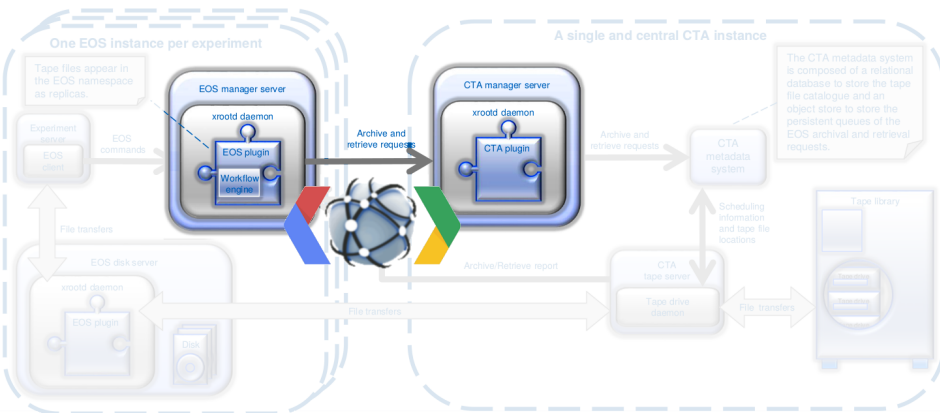 One EOS instance per experiment
A single and central CTA instance
Tape files appear in
the EOS namespace
as replicas.
The CTA metadata system
is composed of a relational
database to store the tape
file catalogue and an
object store to store the
persistent queues of the
EOS archival and retrieval
requests.
EOS manager server
xrootd daemon
EOS plugin
Workflow
engine
Archive and
retrieve requests
CTA manager server
xrootd daemon
CTA plugin
Archive and
retrieve requests
CTA
metadata
system
Experiment
server
EOS
client
EOS
commands
File transfers
Scheduling
Information
and tape file
locations
Tape library
Tape drive
Tape drive
EOS disk server
xrootd daemon
EOS plugin
Disk
Archive/Retrieve report
CTA
tape server
Tape drive
daemon
File transfers
File transfers